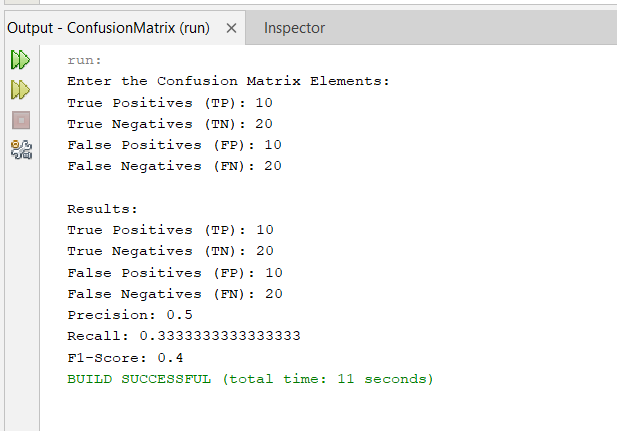 Output - ConfusionMatrix (run) × Inspector
run:
Enter the Confusion Matrix Elements:
True Positives (TP): 10
True Negatives (TN): 20
False Positives (FP): 10
False Negatives (FN): 20

Results:
True Positives (TP): 10
True Negatives (TN): 20
False Positives (FP): 10
False Negatives (FN): 20
Precision: 0.5
Recall: 0.3333333333333333
F1-Score: 0.4
BUILD SUCCESSFUL (total time: 11 seconds)